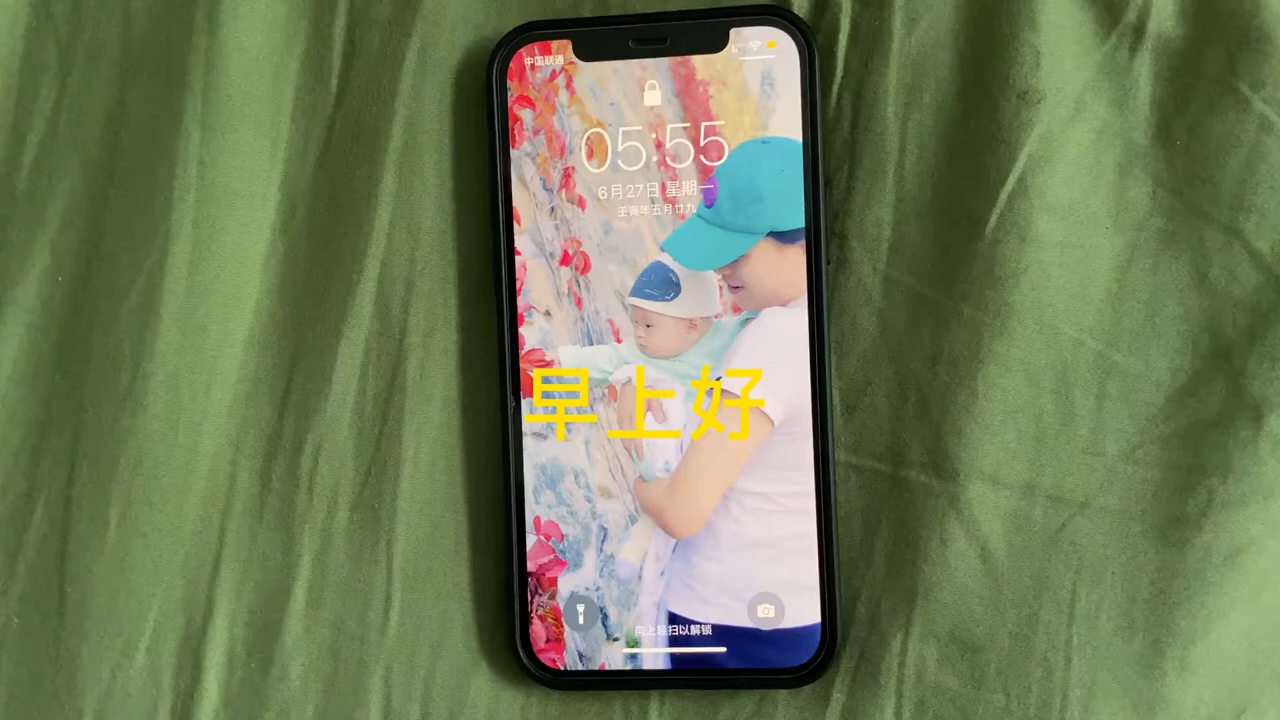 中国联通
05:55
6月27日 星期一
壬寅年五月廿九
早上好
向上轻扫以解锁